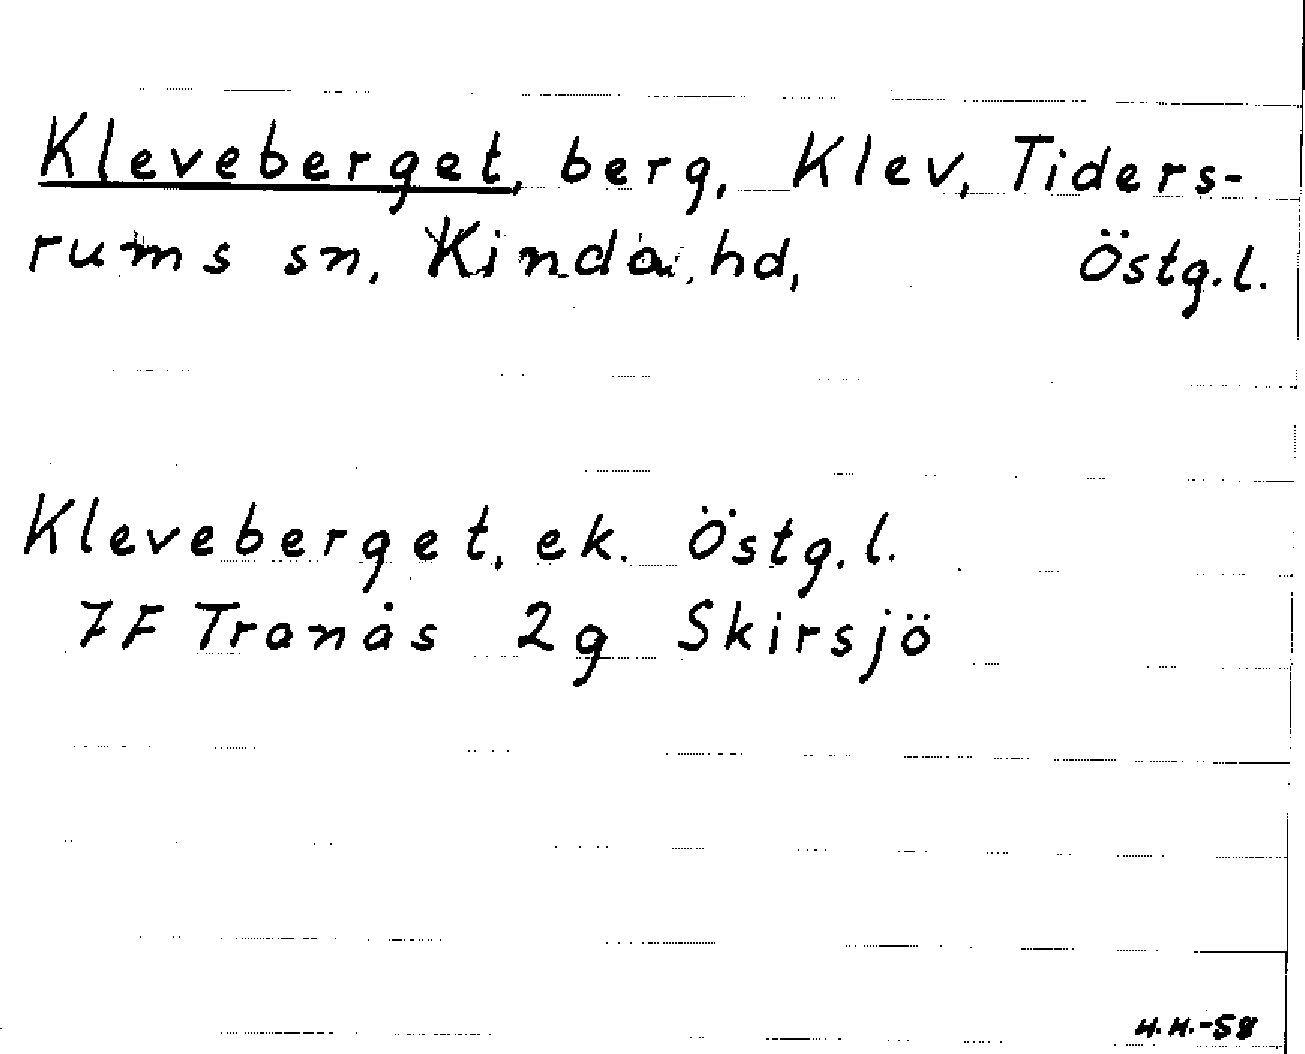 Kleveberget, berg, Klev, Tiders-
rums sn, Kinda hd, Östg.l.
Kleveberget, ek. Östg.l.
7F Tranås 2g Skirsjö
H.H.-58